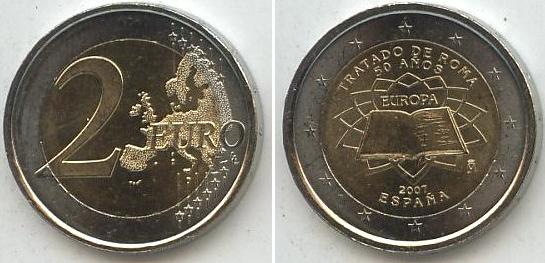 2 EURO
TRATADO DE ROMA
50 AÑOS
EUROPA
2007
ESPAÑA